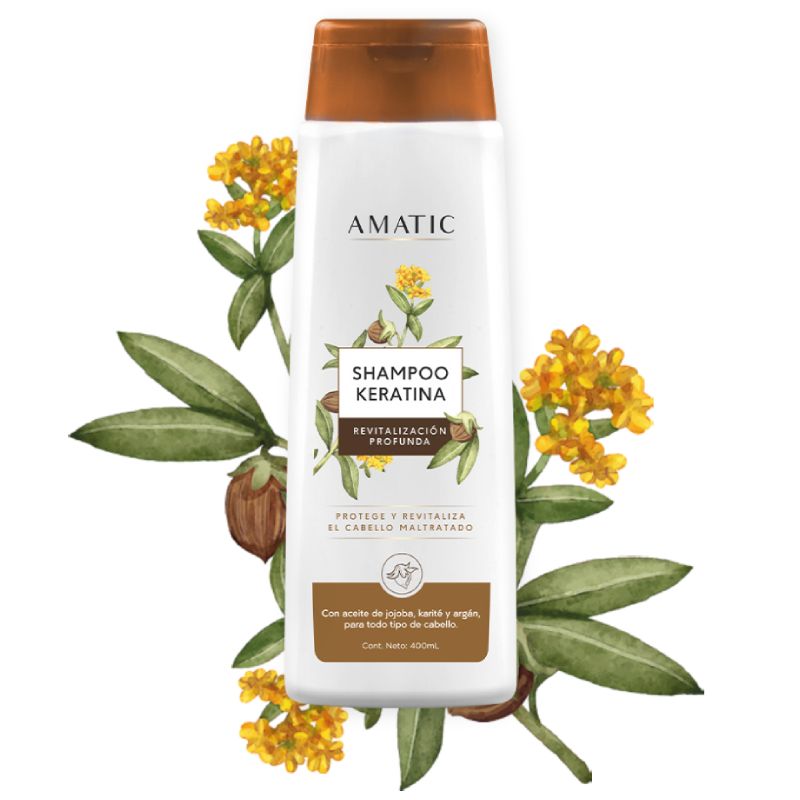 AMATIC
SHAMPOO
KERATINA
REVITALIZACIÓN
PROFUNDA
PROTEGE Y REVITALIZA
EL CABELLO MALTRATADO
Con aceite de jojoba, karité y argán,
para todo tipo de cabello.
Cont. Neto: 400mL